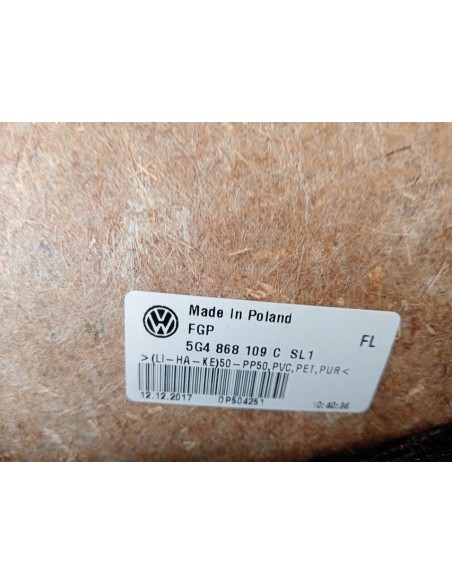 Made In Poland
FGP FL
5G4 868 109 C SL1
>(LI-HA-KE)50-PP50,PVC,PET,PUR<
12.12.2017 0P504251 10:40:36